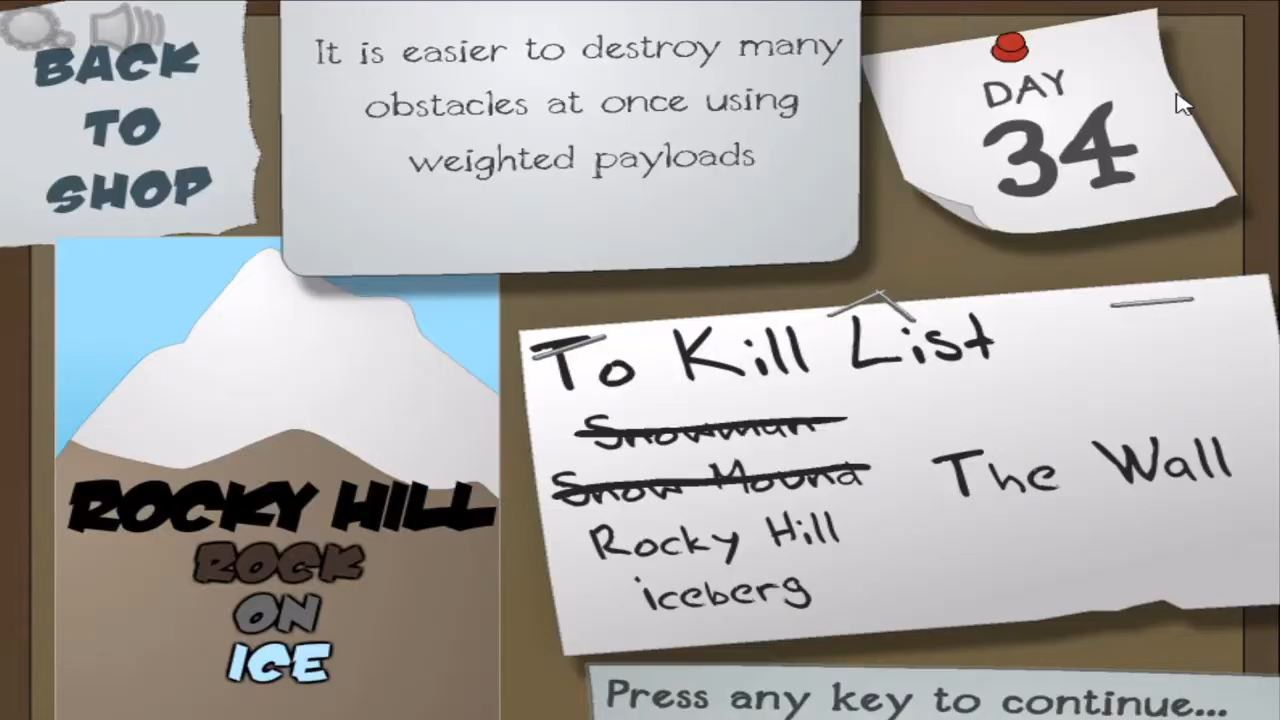 BACK
TO
SHOP
It is easier to destroy many
obstacles at once using
weighted payloads
DAY
34
To Kill List
Snowman
Snow Mound
Rocky Hill
iceberg
The Wall
ROCKY HILL
ROCK
ON
ICE
Press any key to continue...